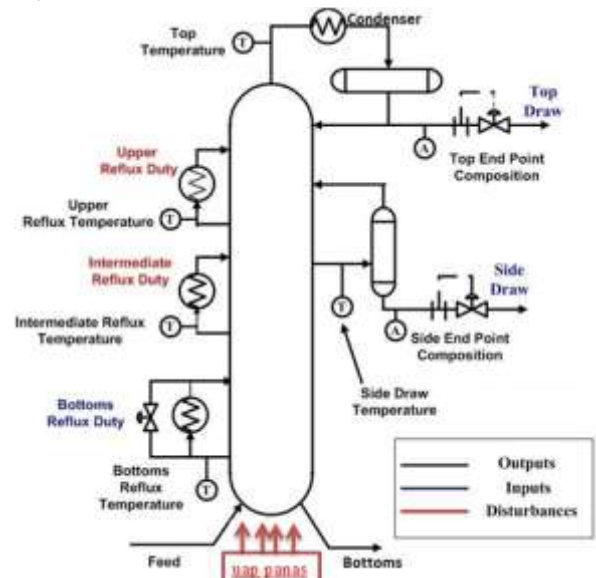 Condenser
Top
Temperature
T
Top
Draw
A
Top End Point
Composition
Upper
Reflux Duty
Upper
Reflux Temperature
T
Intermediate
Reflux Duty
T
Intermediate Reflux
Temperature
Side
Draw
T
A
Side End Point
Composition
Side Draw
Temperature
Bottoms
Reflux Duty
Bottoms
Reflux
Temperature
T
Outputs
Inputs
Disturbances
Feed
uap panas
Bottoms